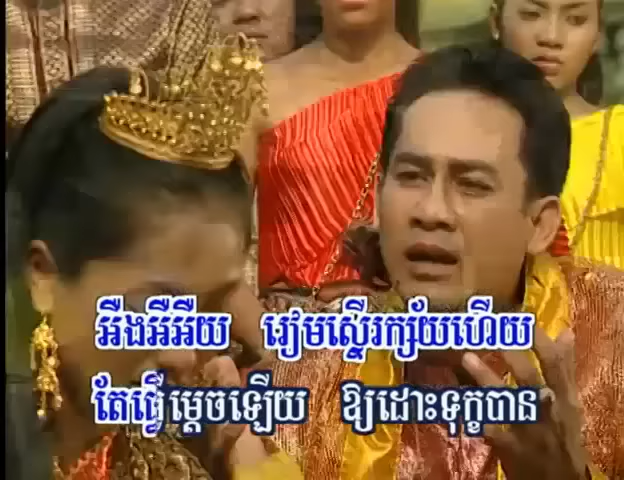 អឺងអឺអឺយ រៀមស្ទើរក្ស័យហើយ
តែធ្វើម្ដេចឡើយ ឱ្យដោះទុក្ខបាន